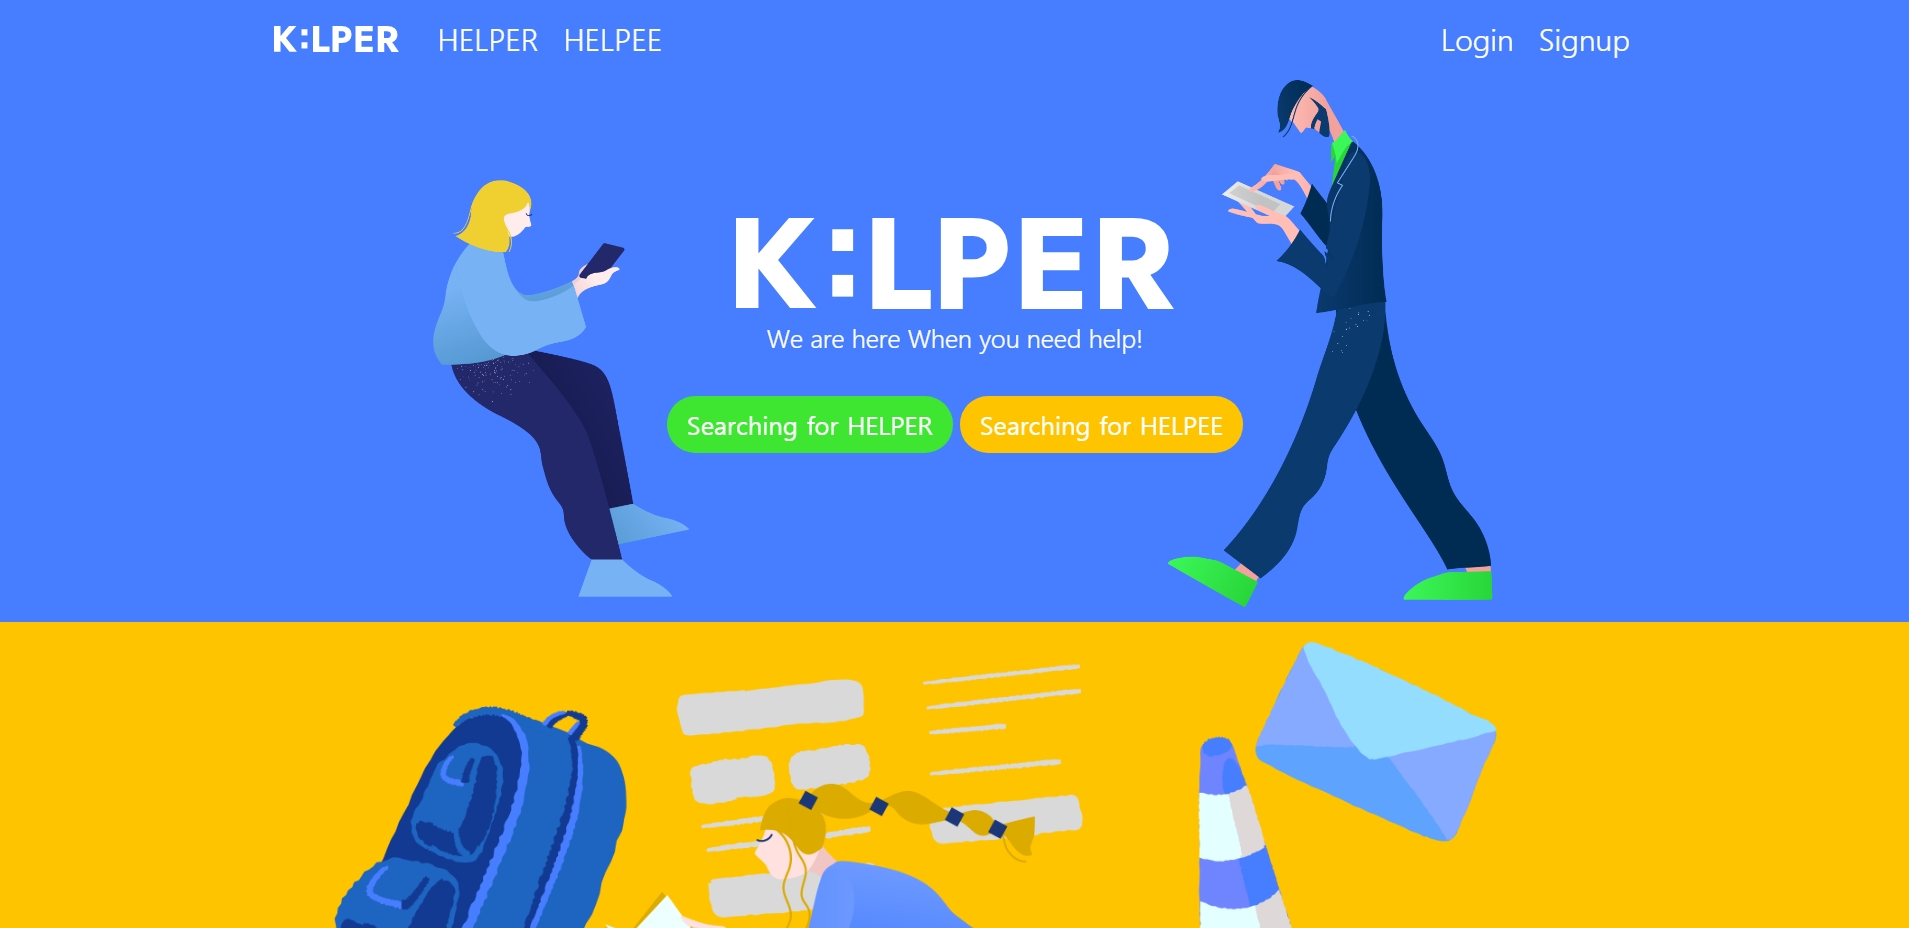 K:LPER HELPER HELPEE Login Signup
K:LPER
We are here When you need help!
Searching for HELPER Searching for HELPEE